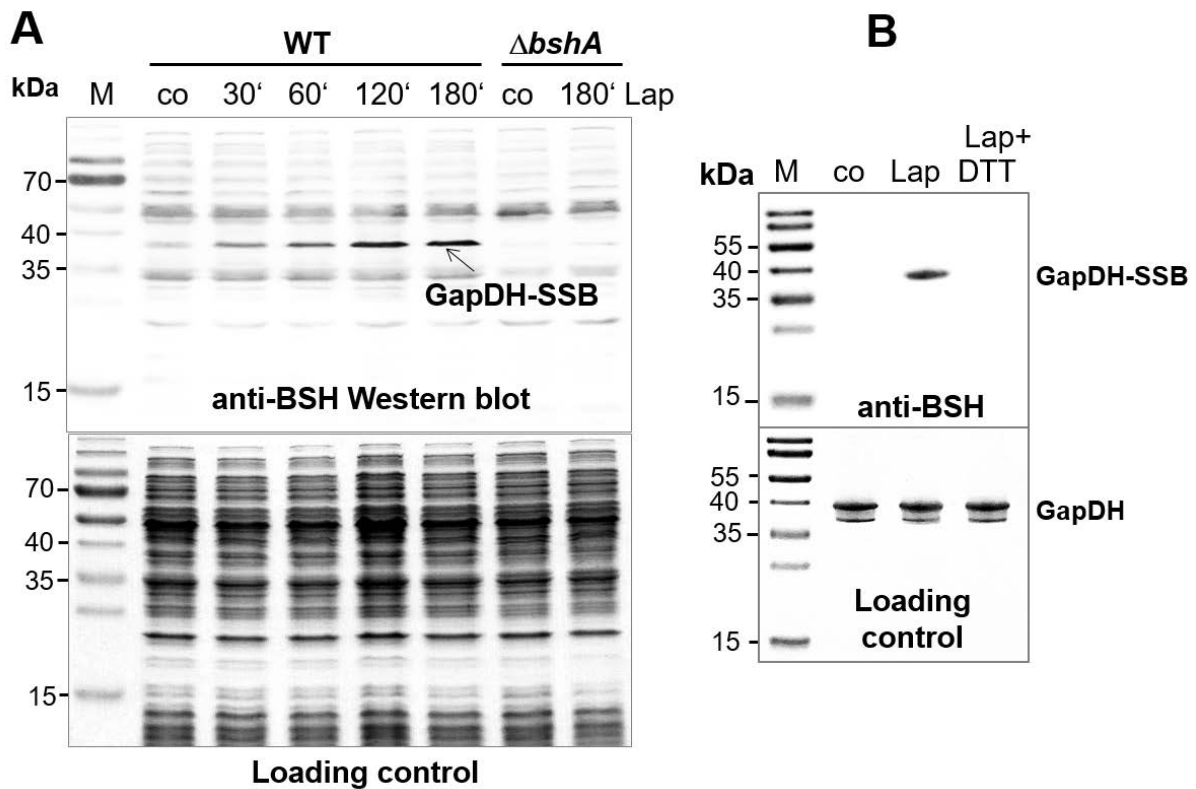 A
WT
ΔbshA
kDa
M
co
30‘
60‘
120‘
180‘
co
180‘
Lap
70
40
35
15
GapDH-SSB
anti-BSH Western blot
70
40
35
15
Loading control
B
kDa
M
co
Lap
Lap+
DTT
55
40
35
15
GapDH-SSB
anti-BSH
55
40
35
15
GapDH
Loading
control